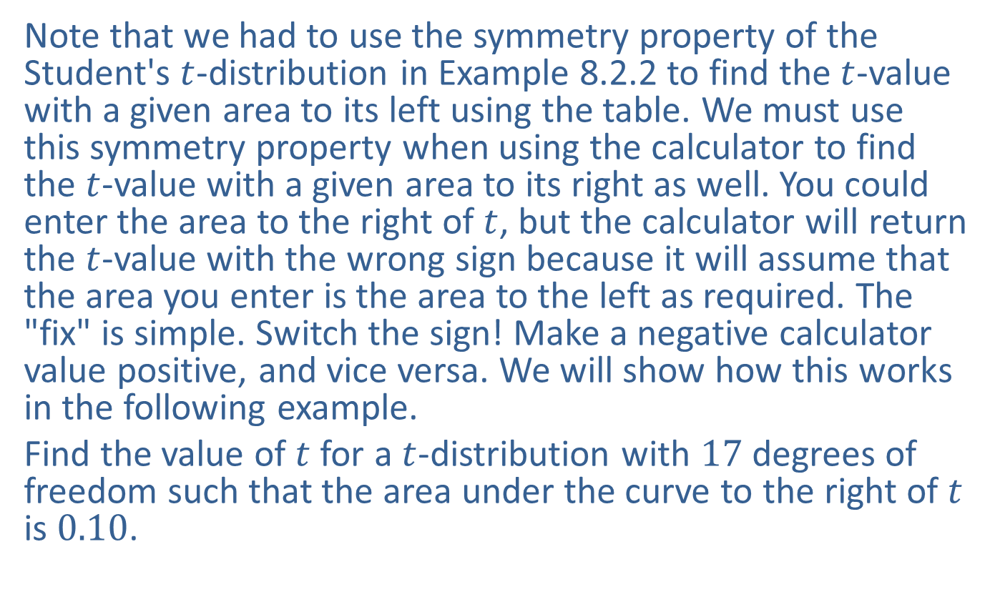 Note that we had to use the symmetry property of the
Student's t-distribution in Example 8.2.2 to find the t-value
with a given area to its left using the table. We must use
this symmetry property when using the calculator to find
the t-value with a given area to its right as well. You could
enter the area to the right of t, but the calculator will return
the t-value with the wrong sign because it will assume that
the area you enter is the area to the left as required. The
"fix" is simple. Switch the sign! Make a negative calculator
value positive, and vice versa. We will show how this works
in the following example.
Find the value of t for a t-distribution with 17 degrees of
freedom such that the area under the curve to the right of t
is 0.10.